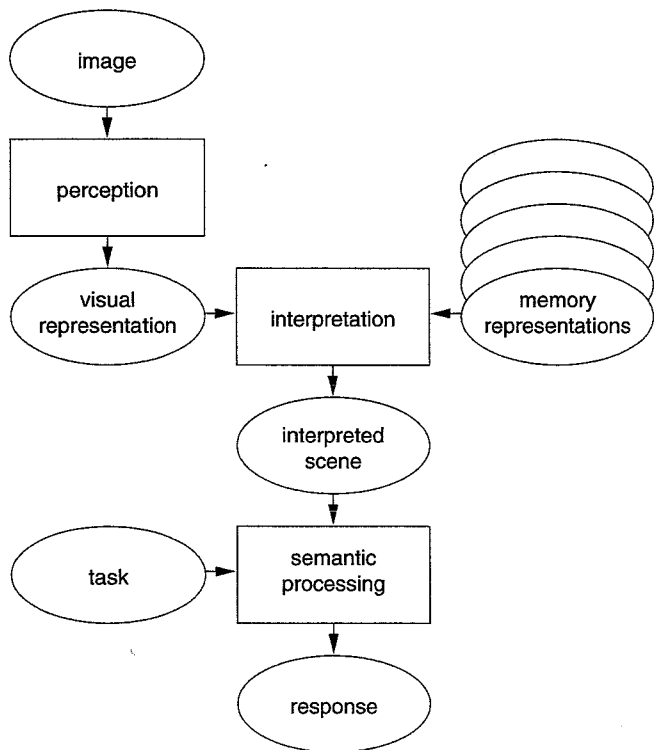 image
perception
visual
representation
interpretation
memory
representations
interpreted
scene
task
semantic
processing
response